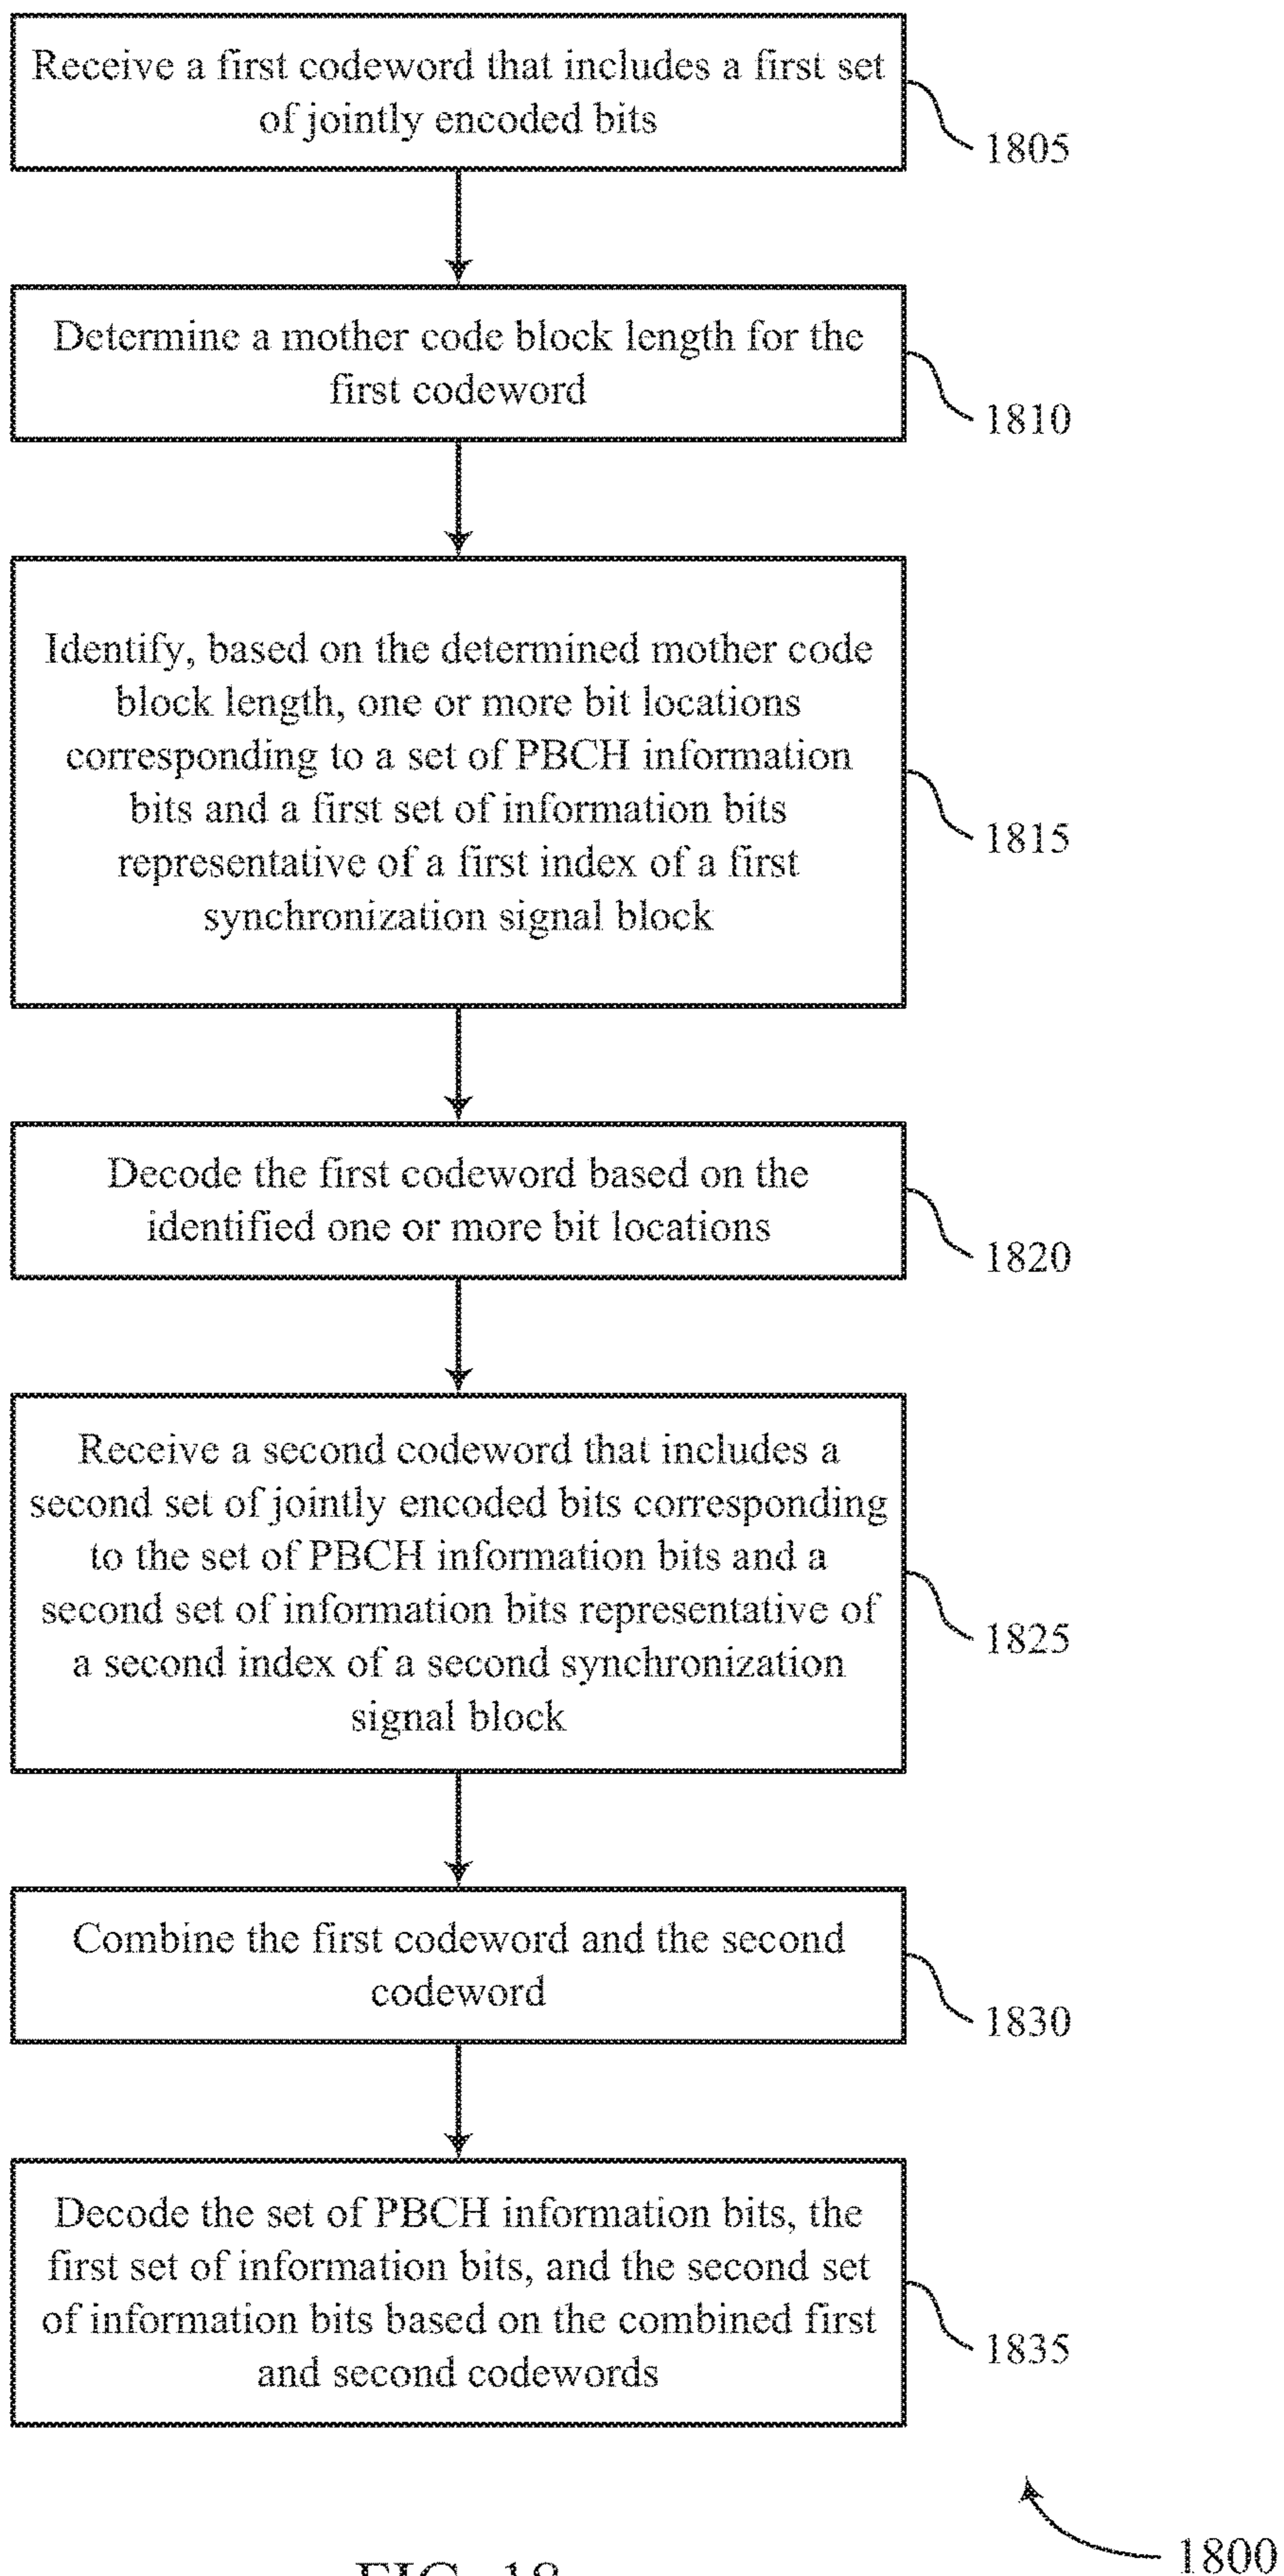 Receive a first codeword that includes a first set
of jointly encoded bits
1805
Determine a mother code block length for the
first codeword
1810
Identify, based on the determined mother code
block length, one or more bit locations
corresponding to a set of PBCH information
bits and a first set of information bits
representative of a first index of a first
synchronization signal block
1815
Decode the first codeword based on the
identified one or more bit locations
1820
Receive a second codeword that includes a
second set of jointly encoded bits corresponding
to the set of PBCH information bits and a
second set of information bits representative of
a second index of a second synchronization
signal block
1825
Combine the first codeword and the second
codeword
1830
Decode the set of PBCH information bits, the
first set of information bits, and the second set
of information bits based on the combined first
and second codewords
1835
1800
FIG. 18